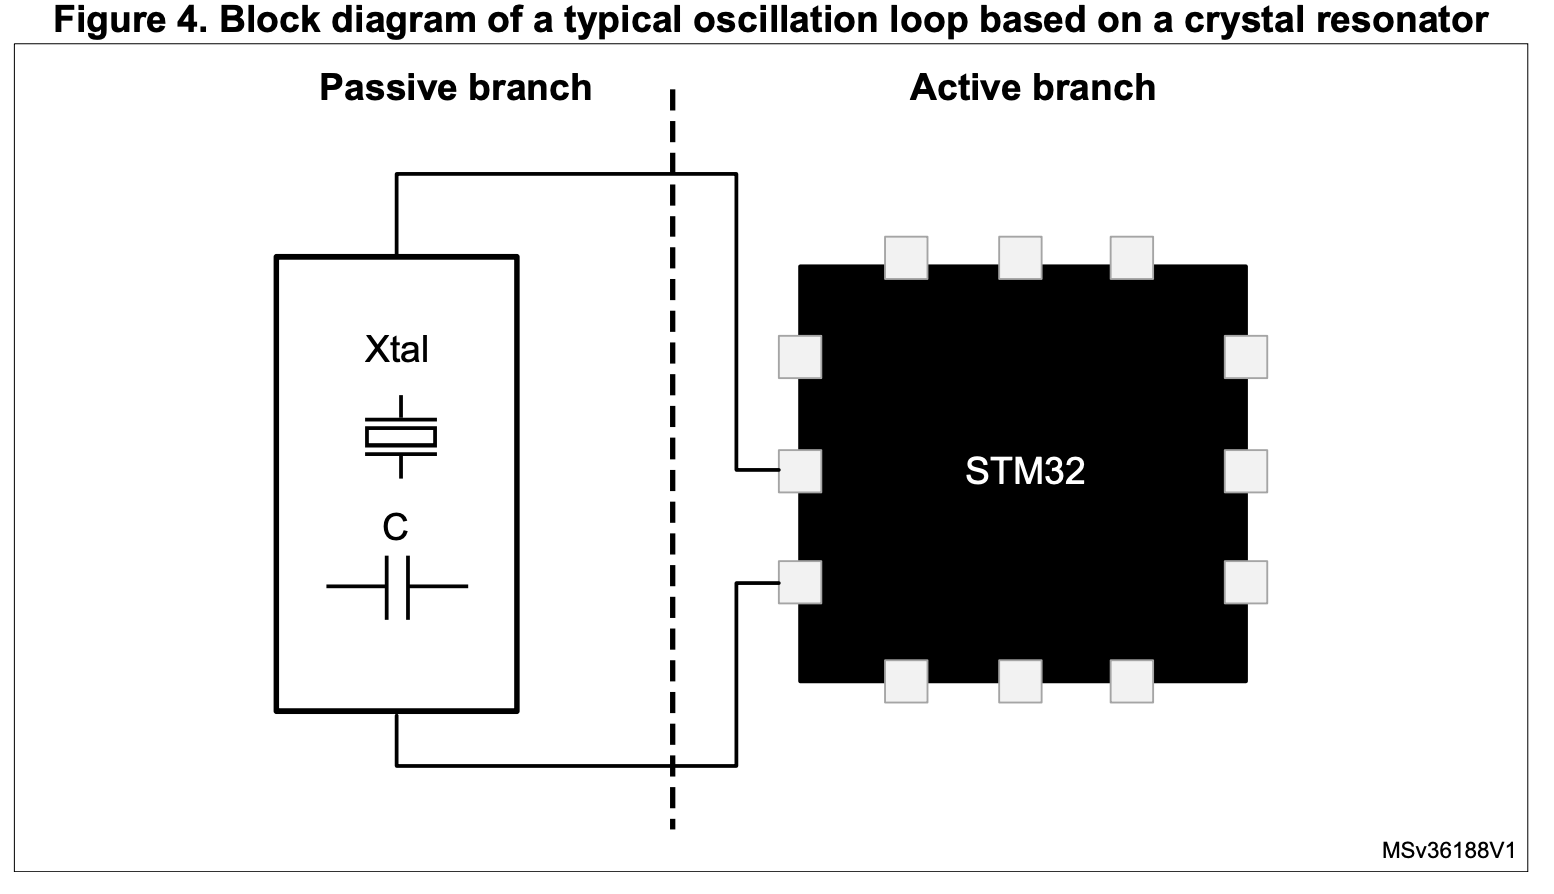 Figure 4. Block diagram of a typical oscillation loop based on a crystal resonator
Passive branch
Active branch
Xtal
C
STM32
MSv36188V1